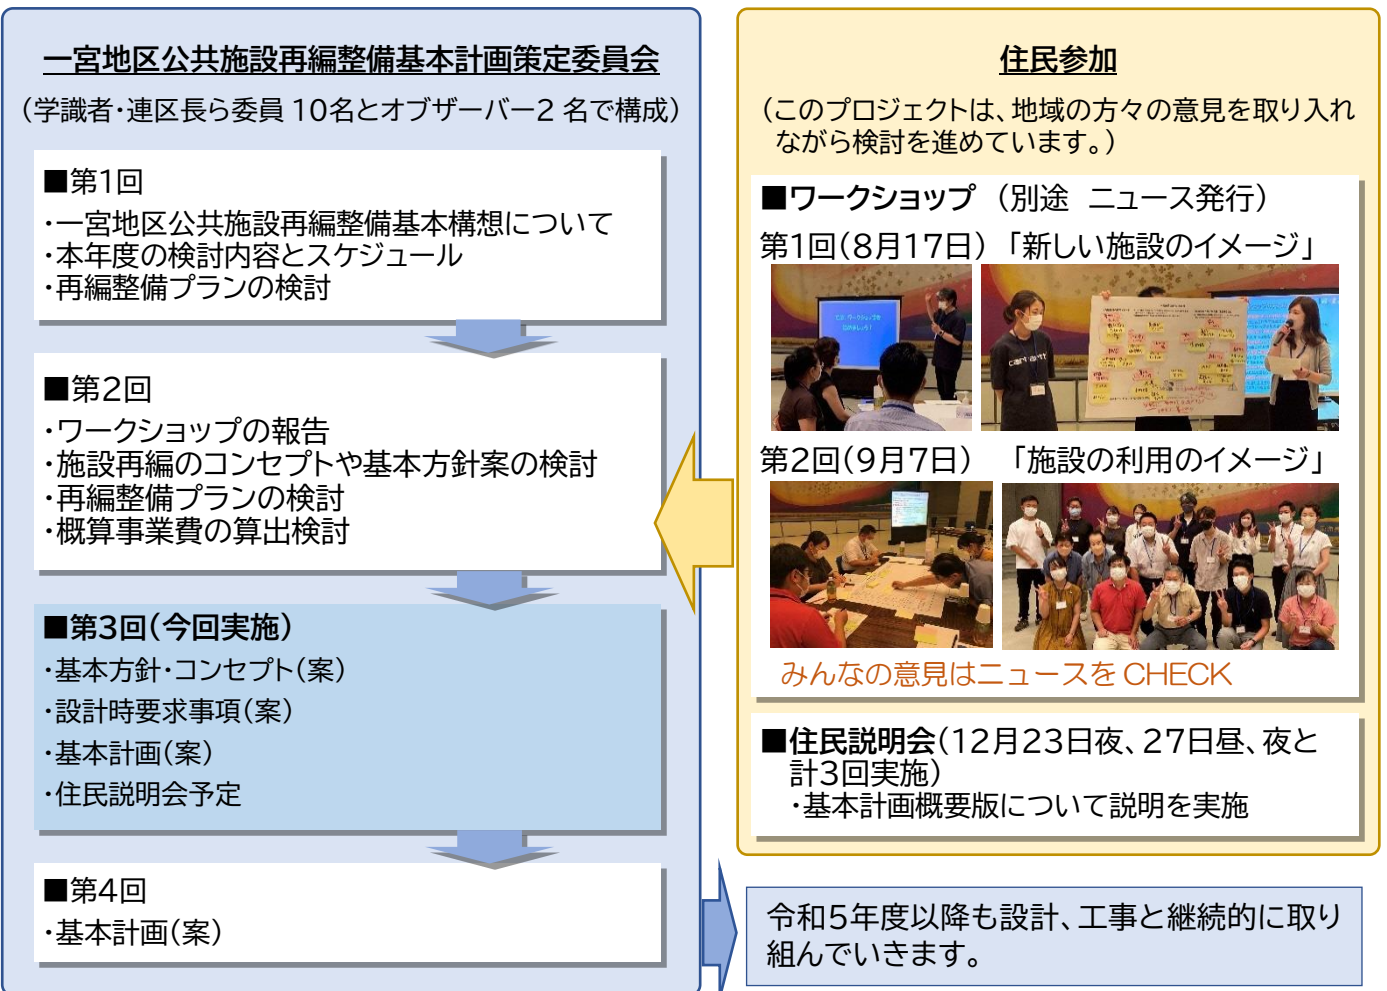 一宮地区公共施設再編整備基本計画策定委員会
（学識者・連区長ら委員10名とオブザーバー2名で構成）
■第1回
・一宮地区公共施設再編整備基本構想について
・本年度の検討内容とスケジュール
・再編整備プランの検討
■第2回
・ワークショップの報告
・施設再編のコンセプトや基本方針案の検討
・再編整備プランの検討
・概算事業費の算出検討
■第3回（今回実施）
・基本方針・コンセプト（案）
・設計時要求事項（案）
・基本計画（案）
・住民説明会予定
■第4回
・基本計画（案）
住民参加
（このプロジェクトは、地域の方々の意見を取り入れ
ながら検討を進めています。）
■ワークショップ （別途 ニュース発行）
第1回（8月17日）「新しい施設のイメージ」
第2回（9月7日） 「施設の利用のイメージ」
みんなの意見はニュースを CHECK
■住民説明会（12月23日夜、27日昼、夜と
計3回実施）
・基本計画概要版について説明を実施
令和5年度以降も設計、工事と継続的に取り
組んでいきます。